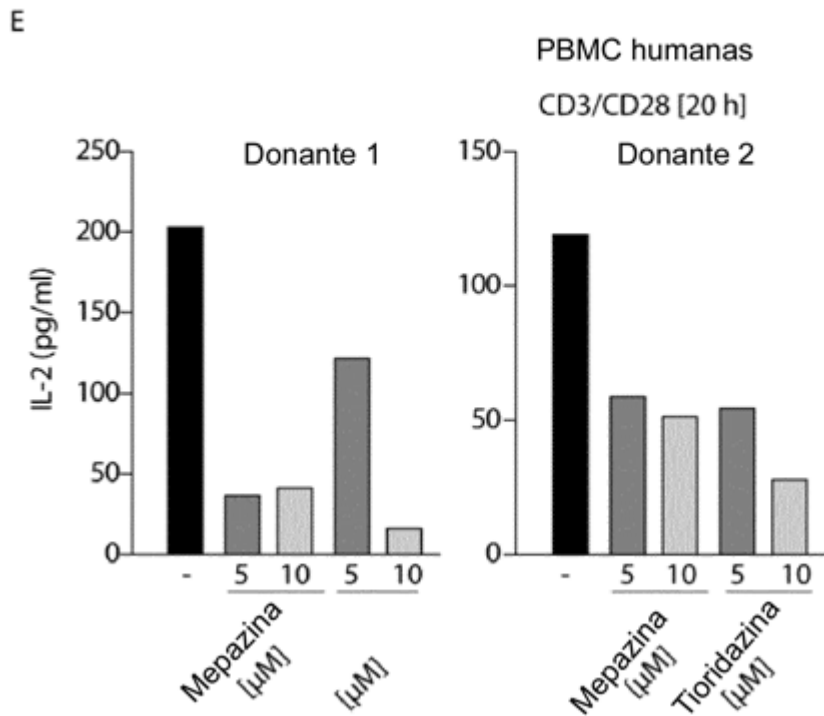 E
PBMC humanas
CD3/CD28 [20 h]
Donante 1
Donante 2
IL-2 (pg/ml)
250
200
150
100
50
0
- 5 10 5 10
Mepazina
[µM]
[µM]
150
100
50
0
- 5 10 5 10
Mepazina
[µM]
Tioridazina
[µM]